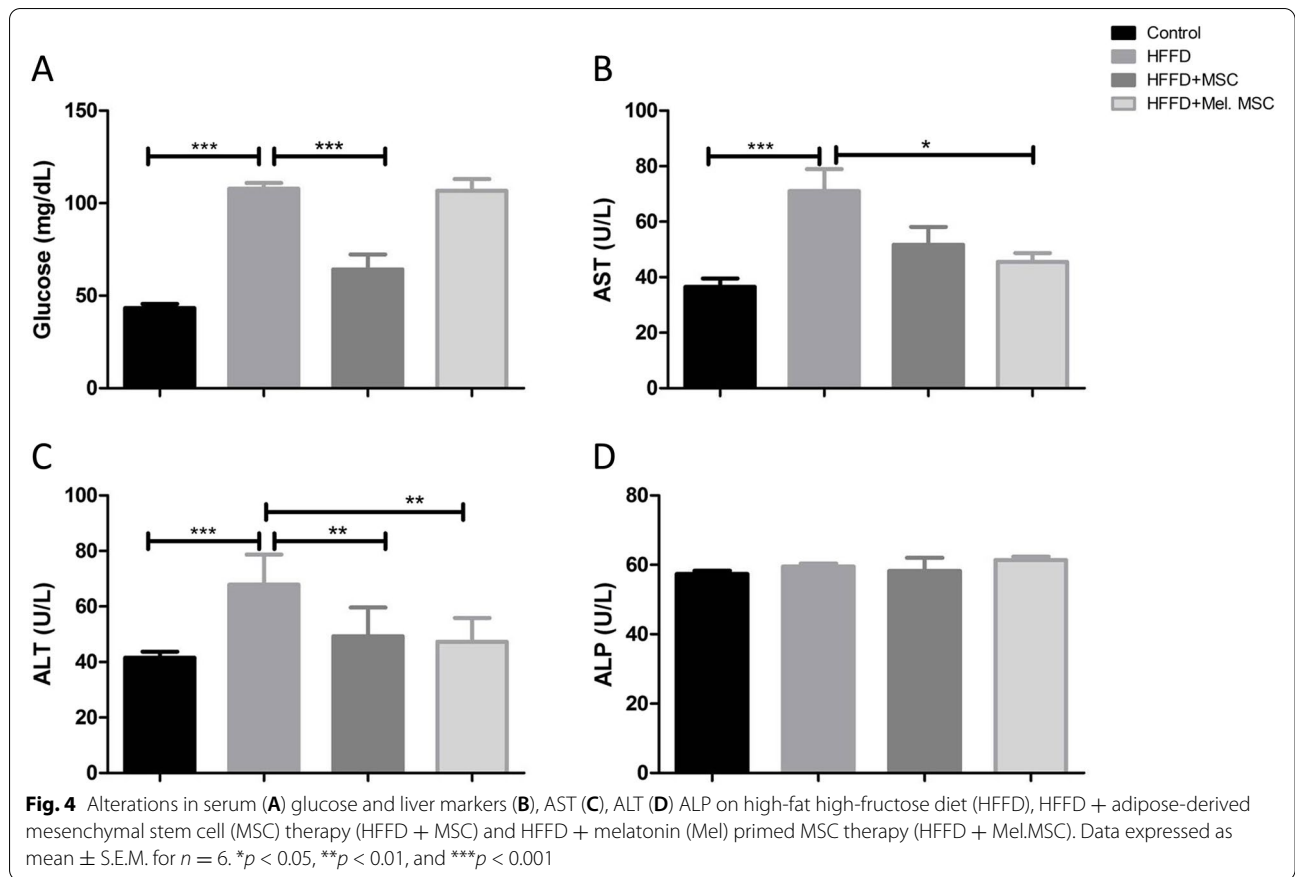 Control
HFFD
HFFD+MSC
HFFD+Mel. MSC
A
Glucose (mg/dL)
150
100
50
0
***
***
B
AST (U/L)
100
80
60
40
20
0
***
*
C
ALT (U/L)
100
80
60
40
20
0
***
**
**
D
ALP (U/L)
80
60
40
20
0
Fig. 4 Alterations in serum (A) glucose and liver markers (B), AST (C), ALT (D) ALP on high-fat high-fructose diet (HFFD), HFFD + adipose-derived
mesenchymal stem cell (MSC) therapy (HFFD + MSC) and HFFD + melatonin (Mel) primed MSC therapy (HFFD + Mel.MSC). Data expressed as
mean ± S.E.M. for n = 6. *p < 0.05, **p < 0.01, and ***p < 0.001